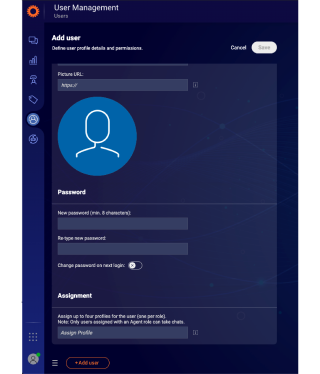 User Management
Users
Add user
Define user profile details and permissions.
Cancel
Save
Picture URL:
https://
Password
New password (min. 8 characters):
Re-type new password:
Change password on next login:
Assignment
Assign up to four profiles for the user (one per role).
Note: Only users assigned with an Agent role can take chats.
Assign Profile
+Add user